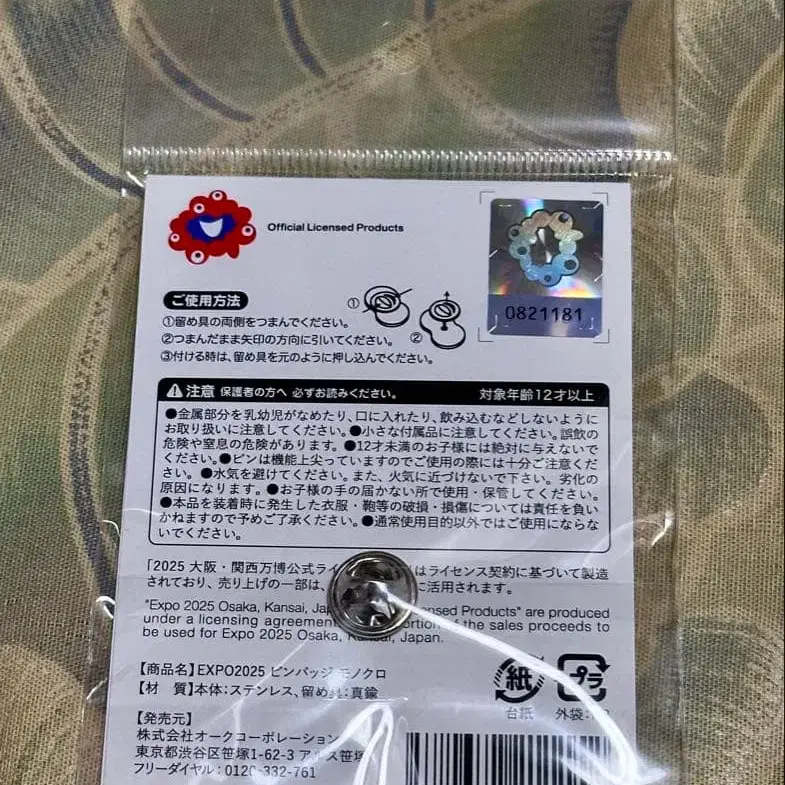 Official Licensed Products
0821181
ご使用方法
①留め具の両側をつまんでください。
②つまんだまま矢印の方向に引いてください。
③付ける時は、留め具を元のように押し込んでください。
①
②
注意 保護者の方へ 必ずお読みください。 対象年齢12才以上
●金属部分を乳幼児がなめたり、口に入れたり、飲み込むなどしないように
お取り扱いに注意してください。●小さな付属品に注意してください。誤飲の
危険や窒息の危険があります。●12才未満のお子様には絶対に与えないで
ください。●ピンは機能上尖っていますのでご使用の際には十分ご注意くださ
い。●水気を避けてください。また、火気に近づけないで下さい。劣化の
原因になります。●お子様の手の届かない所で使用・保管してください。
●本品を装着時に発生した衣服・鞄等の破損・損傷については責任を負い
かねますので予めご了承ください。●通常使用目的以外ではご使用にならな
いでください。
「2025 大阪・関西万博公式ライ はライセンス契約に基づいて製造
されており、売り上げの一部は、 に活用されます。
"Expo 2025 Osaka, Kansai, Products" are produced
under a licensing of the sales proceeds to
be used for Expo 2025 Osaka, Kansai, Japan.
【商品名】EXPO2025 ピンバッジ モノクロ
【材 質】本体:ステンレス、留め具:真鍮
紙
台紙
プラ
外袋:
【発売元】
株式会社オークコーポレーション
東京都渋谷区笹塚1-62-3 アルス笹塚
フリーダイヤル:0120-332-761